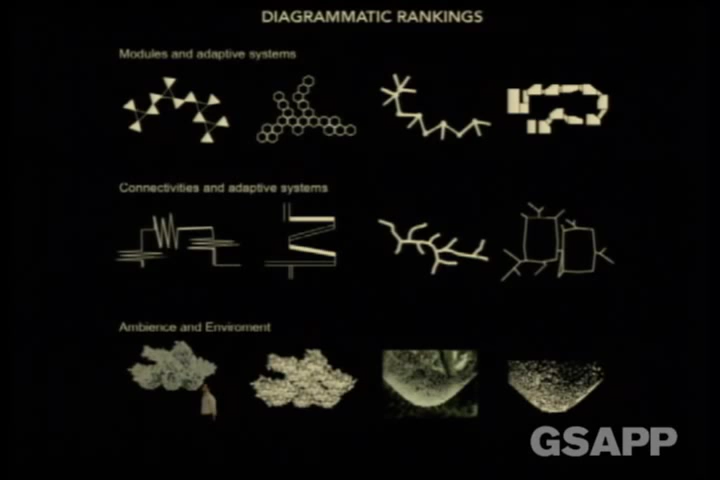 DIAGRAMMATIC RANKINGS
Modules and adaptive systems
Connectivities and adaptive systems
Ambience and Enviroment
GSAPP